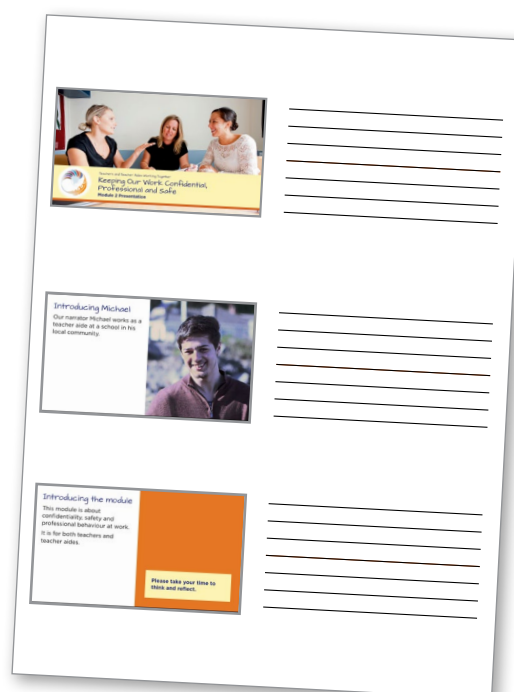 Teachers and Teacher Aides Working Together
Keeping Our Work Confidential,
Professional and Safe
Module 2 Presentation
Introducing Michael
Our narrator Michael works as a
teacher aide at a school in his
local community.
Introducing the module
This module is about
confidentiality, safety and
professional behaviour at work.
It is for both teachers and
teacher aides.
Please take your time to
think and reflect.